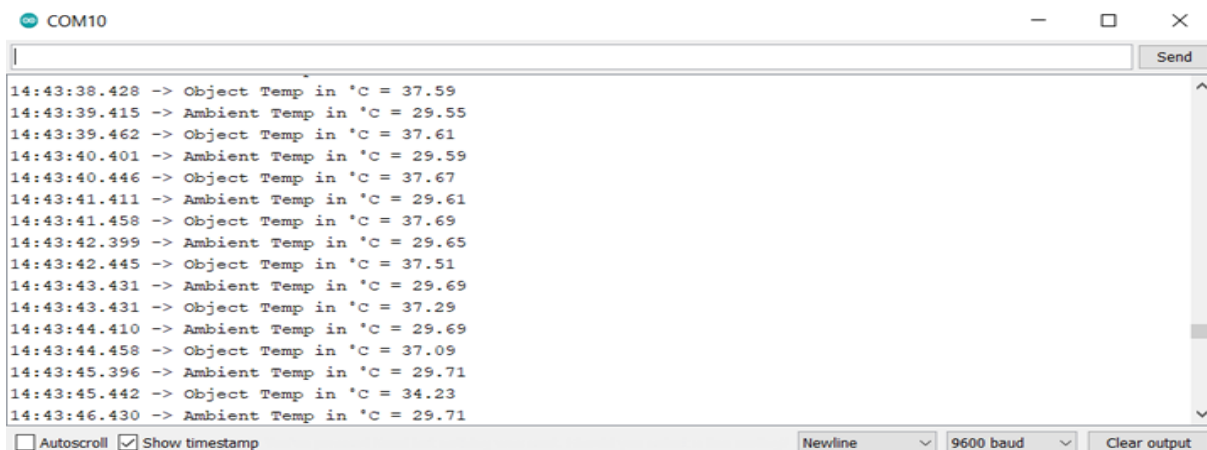 COM10
Send
14:43:38.428 -> Object Temp in °C = 37.59
14:43:39.415 -> Ambient Temp in °C = 29.55
14:43:39.462 -> Object Temp in °C = 37.61
14:43:40.401 -> Ambient Temp in °C = 29.59
14:43:40.446 -> Object Temp in °C = 37.67
14:43:41.411 -> Ambient Temp in °C = 29.61
14:43:41.458 -> Object Temp in °C = 37.69
14:43:42.399 -> Ambient Temp in °C = 29.65
14:43:42.445 -> Object Temp in °C = 37.51
14:43:43.431 -> Ambient Temp in °C = 29.69
14:43:43.431 -> Object Temp in °C = 37.29
14:43:44.410 -> Ambient Temp in °C = 29.69
14:43:44.458 -> Object Temp in °C = 37.09
14:43:45.396 -> Ambient Temp in °C = 29.71
14:43:45.442 -> Object Temp in °C = 34.23
14:43:46.430 -> Ambient Temp in °C = 29.71
Autoscroll Show timestamp Newline 9600 baud Clear output